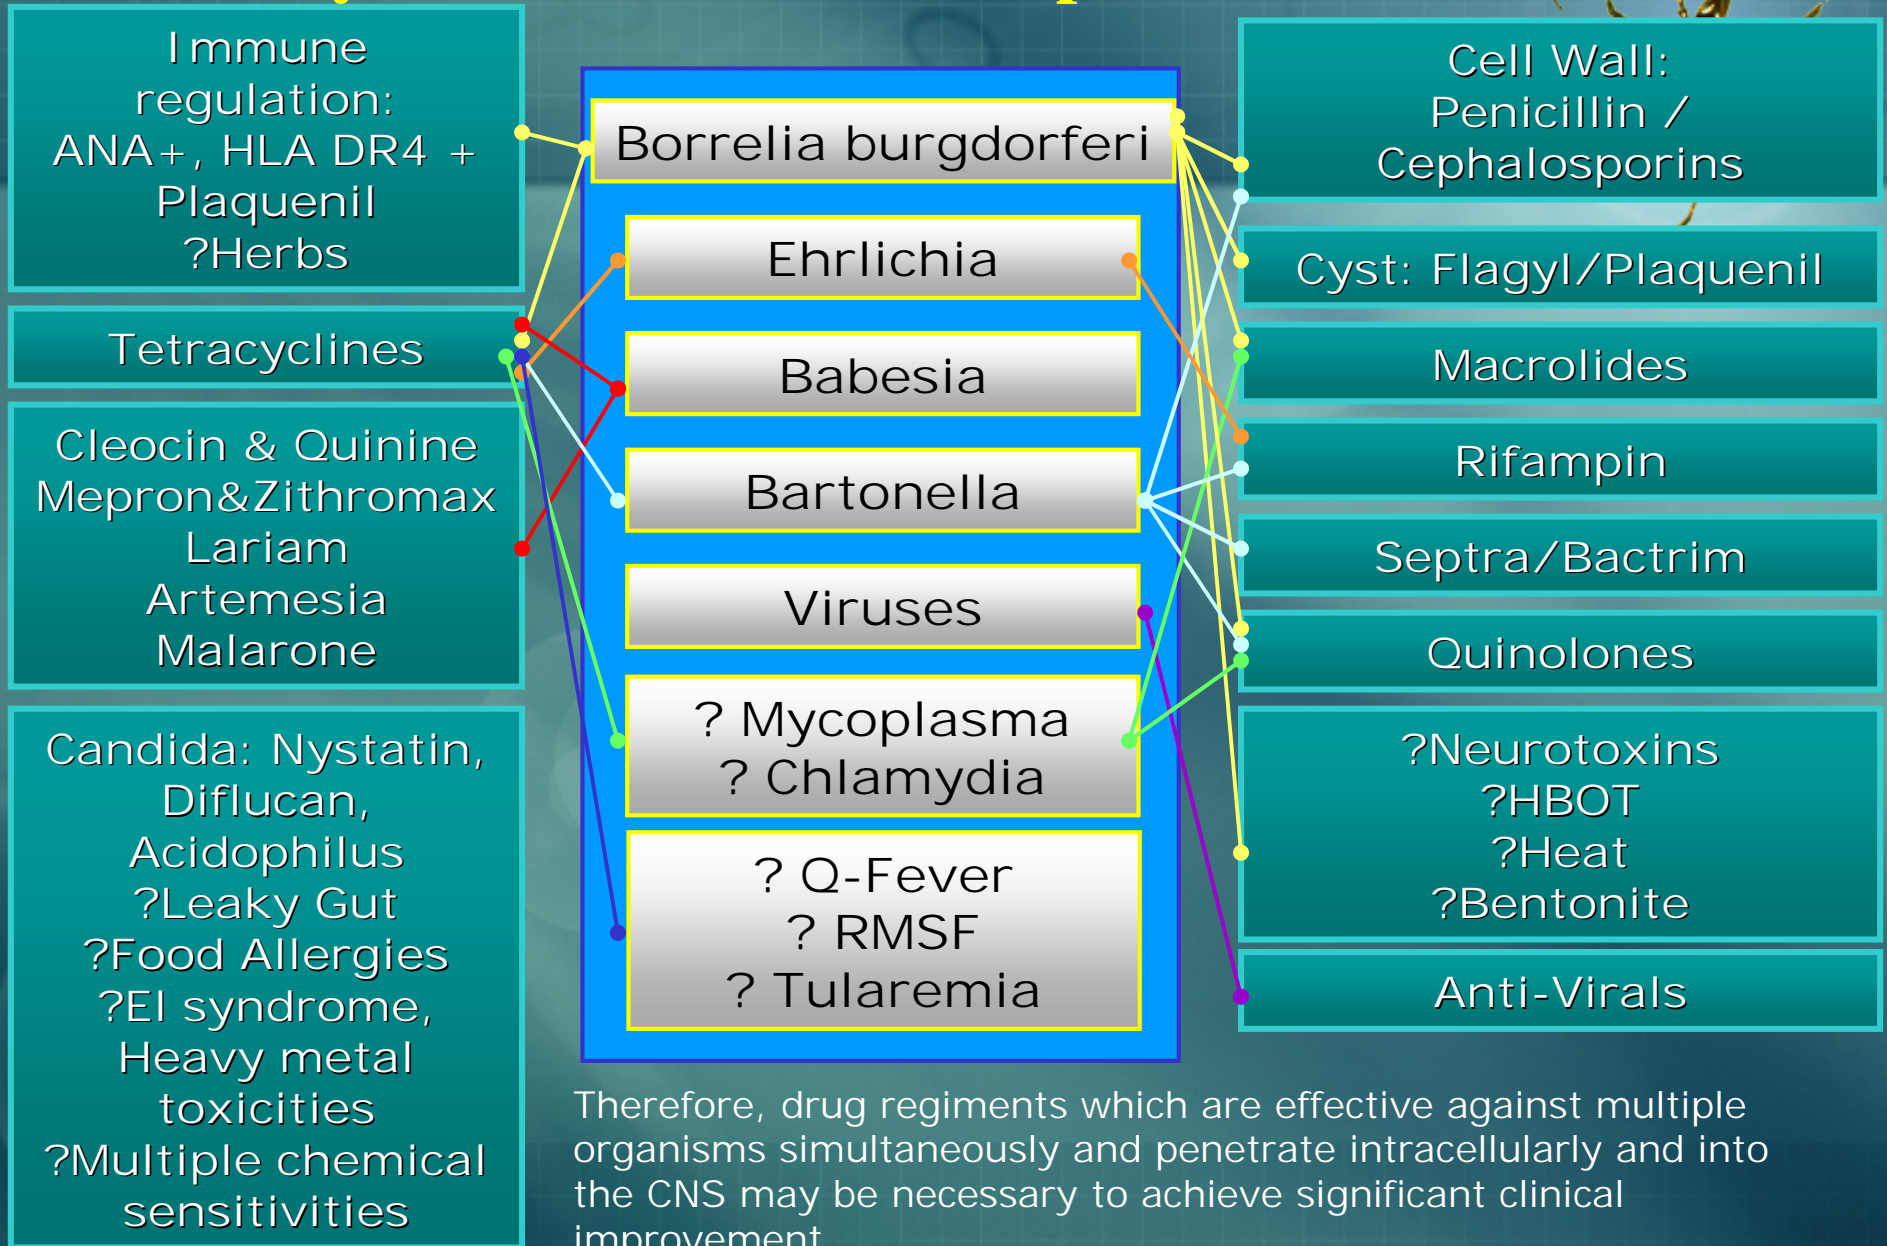 Immune
regulation:
ANA+, HLA DR4 +
Plaquenil
?Herbs
Tetracyclines
Cleocin & Quinine
Mepron&Zithromax
Lariam
Artemesia
Malarone
Candida: Nystatin,
Diflucan,
Acidophilus
?Leaky Gut
?Food Allergies
?El syndrome,
Heavy metal
toxicities
?Multiple chemical
sensitivities
Borrelia burgdorferi
Ehrlichia
Babesia
Bartonella
Viruses
? Mycoplasma
? Chlamydia
? Q-Fever
? RMSF
? Tularemia
Cell Wall:
Penicillin /
Cephalosporins
Cyst: Flagyl/Plaquenil
Macrolides
Rifampin
Septra/Bactrim
Quinolones
?Neurotoxins
?HBOT
?Heat
?Bentonite
Anti-Virals
Therefore, drug regiments which are effective against multiple
organisms simultaneously and penetrate intracellularly and into
the CNS may be necessary to achieve significant clinical
improvement